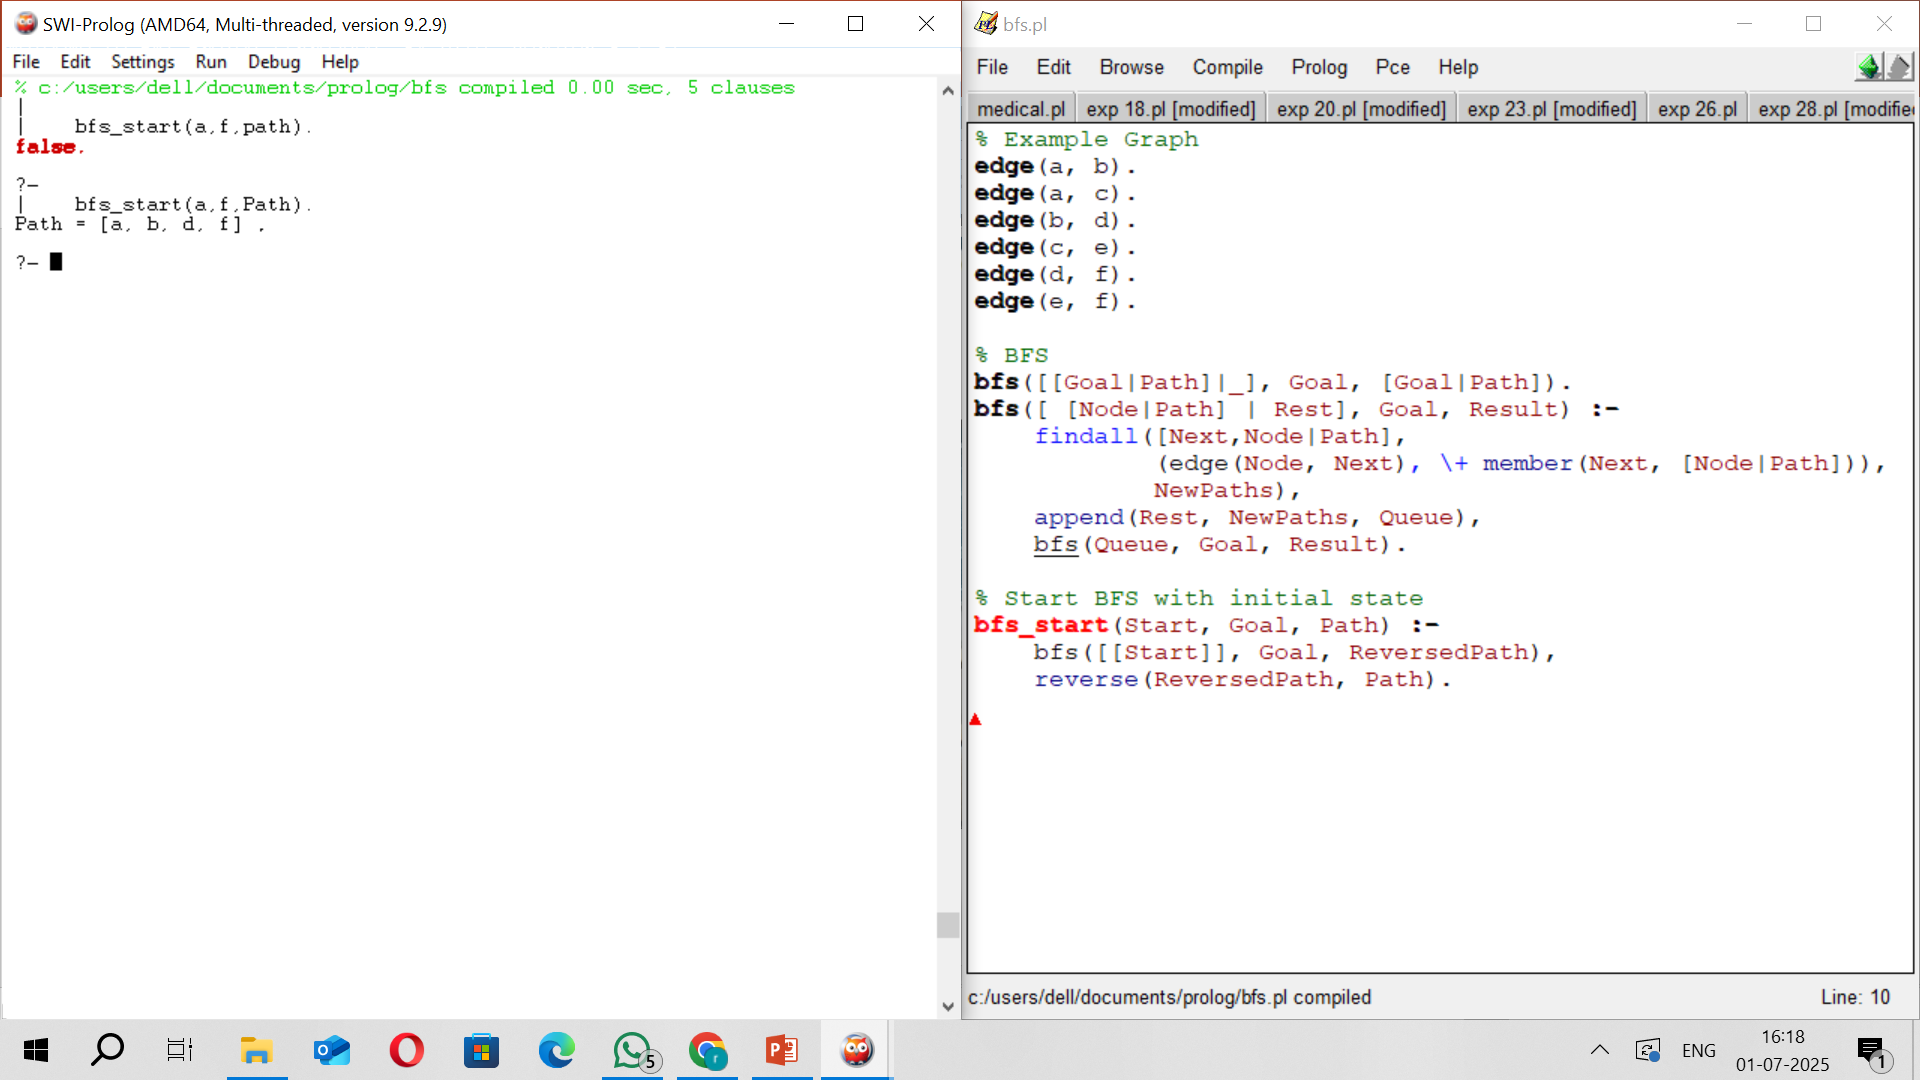 SWI-Prolog (AMD64, Multi-threaded, version 9.2.9)
File Edit Settings Run Debug Help
% c:/users/dell/documents/prolog/bfs compiled 0.00 sec, 5 clauses
|
|    bfs_start(a,f,path).
false.
?-
|    bfs_start(a,f,Path).
Path = [a, b, d, f] .
?-
bfs.pl
File Edit Browse Compile Prolog Pce Help
medical.pl exp 18.pl [modified] exp 20.pl [modified] exp 23.pl [modified] exp 26.pl exp 28.pl [modifie
% Example Graph
edge(a, b).
edge(a, c).
edge(b, d).
edge(c, e).
edge(d, f).
edge(e, f).
% BFS
bfs([[Goal|Path]|_], Goal, [Goal|Path]).
bfs([ [Node|Path] | Rest], Goal, Result) :-
    findall([Next,Node|Path],
            (edge(Node, Next), \+ member(Next, [Node|Path])),
            NewPaths),
    append(Rest, NewPaths, Queue),
    bfs(Queue, Goal, Result).
% Start BFS with initial state
bfs_start(Start, Goal, Path) :-
    bfs([[Start]], Goal, ReversedPath),
    reverse(ReversedPath, Path).
c:/users/dell/documents/prolog/bfs.pl compiled
Line: 10
5
r
ENG
16:18
01-07-2025
1